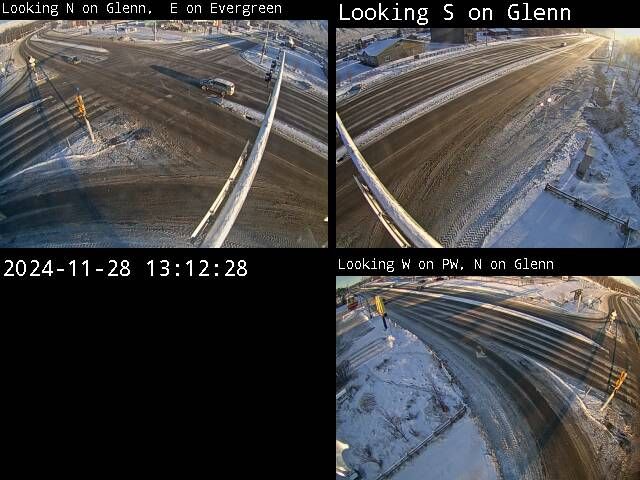 Looking N on Glenn,  E on Evergreen
Looking S on Glenn
2024-11-28 13:12:28
Looking W on PW, N on Glenn